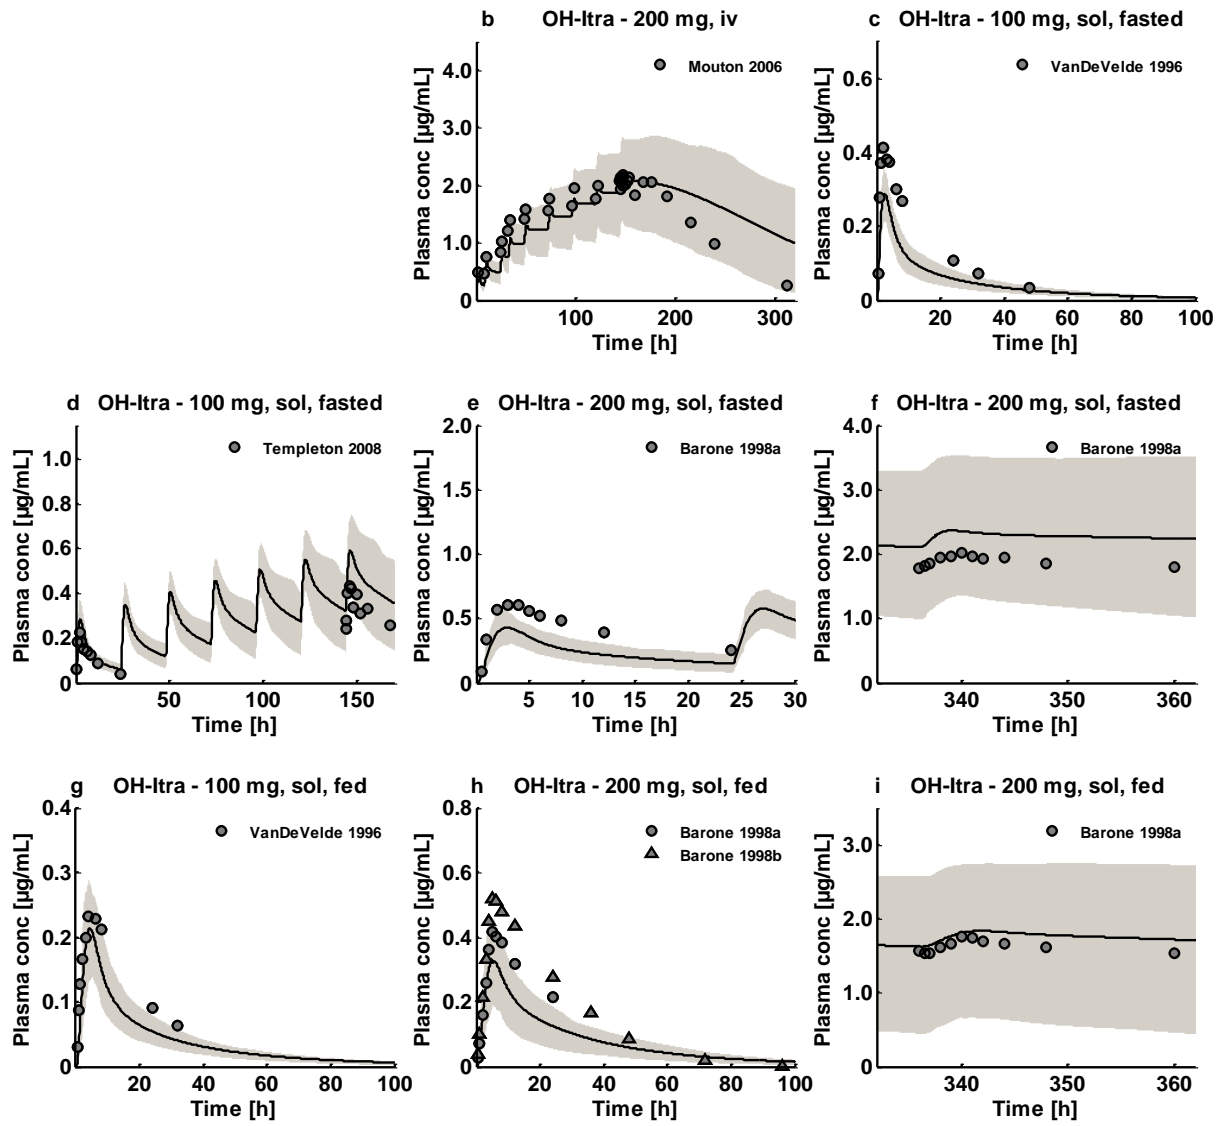 b OH-Itra - 200 mg, iv
Mouton 2006
Plasma conc [µg/mL]
4.0
3.0
2.0
1.0
0
100 200 300
Time [h]
c OH-Itra - 100 mg, sol, fasted
VanDeVelde 1996
Plasma conc [µg/mL]
0.6
0.4
0.2
0
20 40 60 80 100
Time [h]
d OH-Itra - 100 mg, sol, fasted
Templeton 2008
Plasma conc [µg/mL]
1.0
0.8
0.6
0.4
0.2
0
50 100 150
Time [h]
e OH-Itra - 200 mg, sol, fasted
Barone 1998a
Plasma conc [µg/mL]
2.0
1.5
1.0
0.5
0
5 10 15 20 25 30
Time [h]
f OH-Itra - 200 mg, sol, fasted
Barone 1998a
Plasma conc [µg/mL]
4.0
3.0
2.0
1.0
0
340 350 360
Time [h]
g OH-Itra - 100 mg, sol, fed
VanDeVelde 1996
Plasma conc [µg/mL]
0.4
0.3
0.2
0.1
0
20 40 60 80 100
Time [h]
h OH-Itra - 200 mg, sol, fed
Barone 1998a
Barone 1998b
Plasma conc [µg/mL]
0.8
0.6
0.4
0.2
0
20 40 60 80 100
Time [h]
i OH-Itra - 200 mg, sol, fed
Barone 1998a
Plasma conc [µg/mL]
3.0
2.0
1.0
0
340 350 360
Time [h]